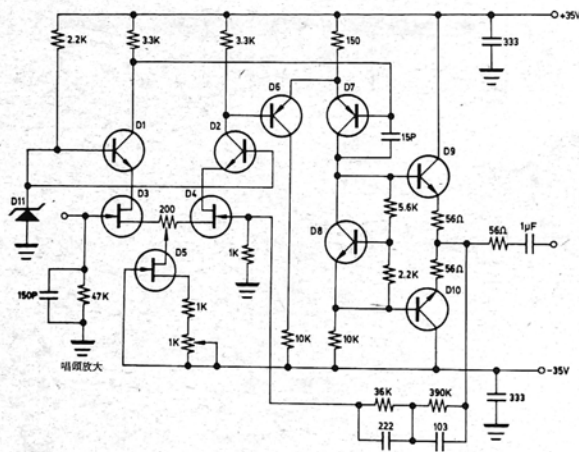 +35V
2.2K
3.3K
3.3K
150
333
D6
D7
D1
D2
15P
D9
D11
D3
200
D4
5.6K
56Ω
D8
56Ω
1μF
D5
1K
2.2K
56Ω
D10
150P
47K
1K
1K
10K
10K
唱頭放大
-35V
36K
390K
333
222
103